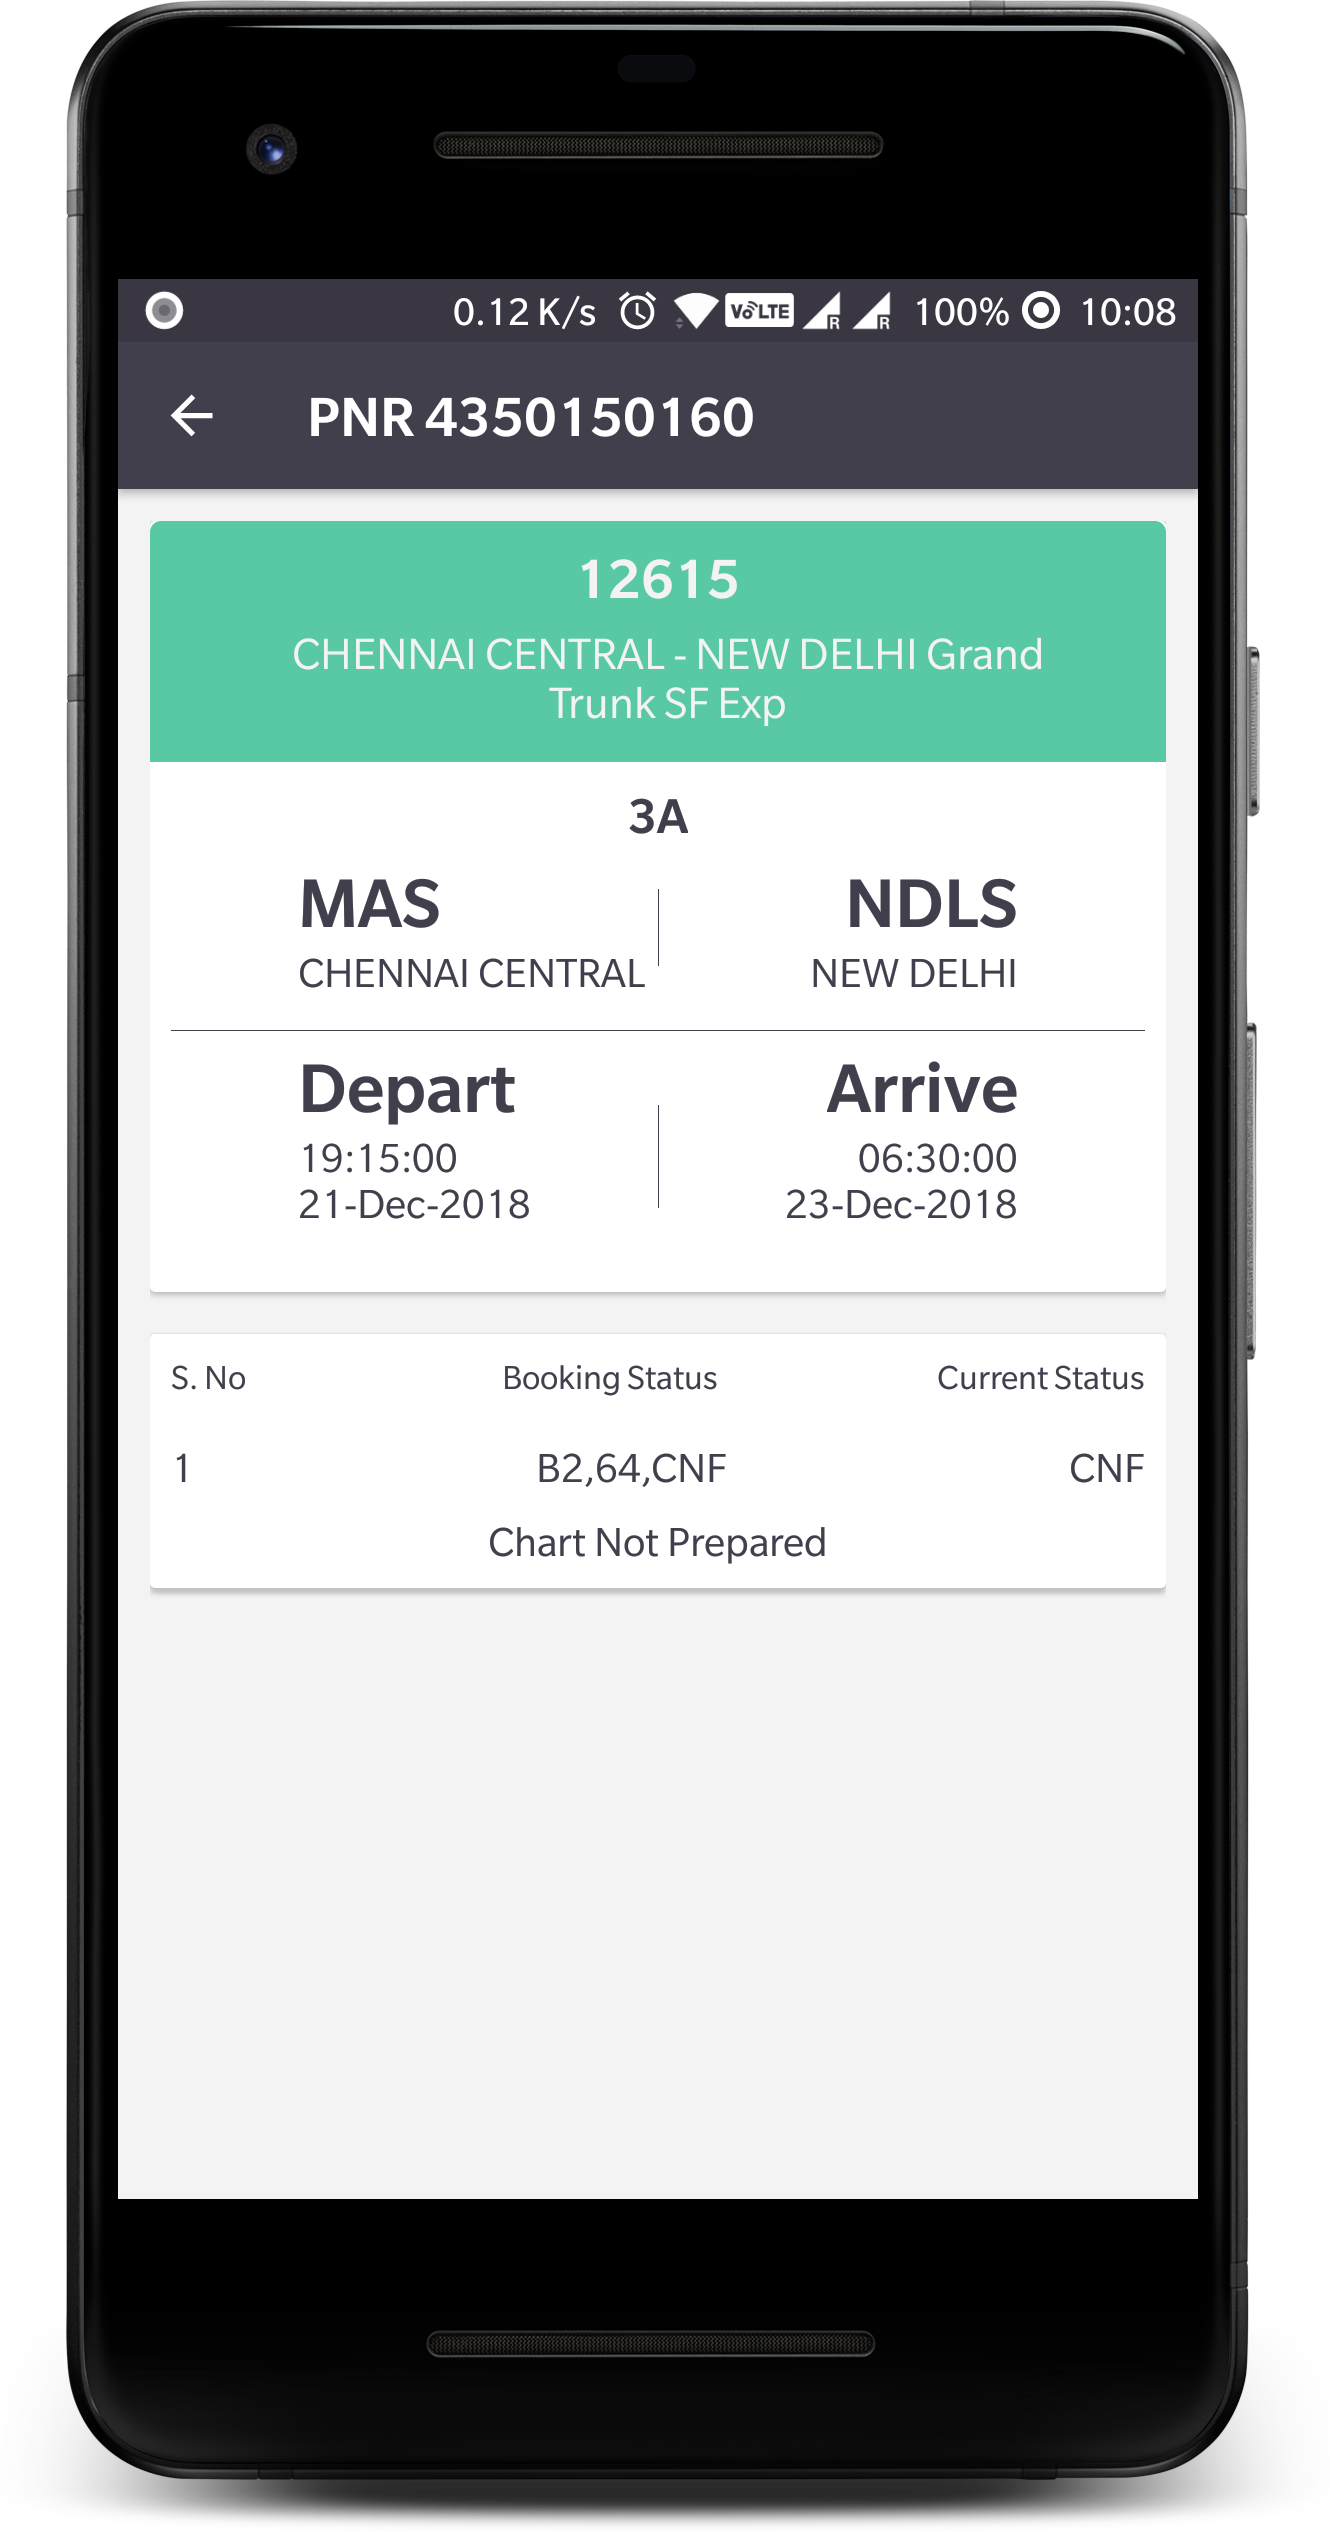 0.12 K/s VoLTE R R 100% 10:08
PNR 4350150160
12615
CHENNAI CENTRAL - NEW DELHI Grand
Trunk SF Exp
3A
MAS NDLS
CHENNAI CENTRAL NEW DELHI
Depart Arrive
19:15:00 06:30:00
21-Dec-2018 23-Dec-2018
S. No Booking Status Current Status
1 B2,64,CNF CNF
Chart Not Prepared